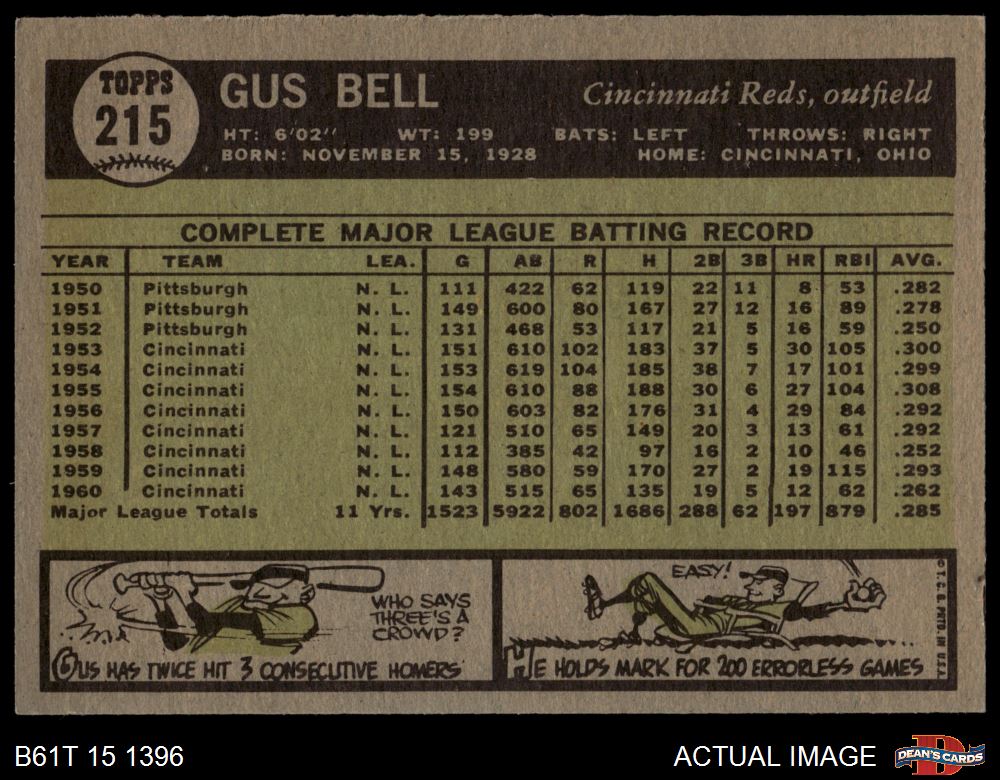 TOPPS
215
GUS BELL
Cincinnati Reds, outfield
HT: 6'02'' WT: 199 BATS: LEFT THROWS: RIGHT
BORN: NOVEMBER 15, 1928 HOME: CINCINNATI, OHIO
COMPLETE MAJOR LEAGUE BATTING RECORD
YEAR TEAM LEA. G AB R H 2B 3B HR RBI AVG.
1950 Pittsburgh N. L. 111 422 62 119 22 11 8 53 .282
1951 Pittsburgh N. L. 149 600 80 167 27 12 16 89 .278
1952 Pittsburgh N. L. 131 468 53 117 21 5 16 59 .250
1953 Cincinnati N. L. 151 610 102 183 37 5 30 105 .300
1954 Cincinnati N. L. 153 619 104 185 38 7 17 101 .299
1955 Cincinnati N. L. 154 610 88 188 30 6 27 104 .308
1956 Cincinnati N. L. 150 603 82 176 31 4 29 84 .292
1957 Cincinnati N. L. 121 510 65 149 20 3 13 61 .292
1958 Cincinnati N. L. 112 385 42 97 16 2 10 46 .252
1959 Cincinnati N. L. 148 580 59 170 27 2 19 115 .293
1960 Cincinnati N. L. 143 515 65 135 19 5 12 62 .262
Major League Totals 11 Yrs. 1523 5922 802 1686 288 62 197 879 .285
WHO SAYS
THREE'S A
CROWD?
GUS HAS TWICE HIT 3 CONSECUTIVE HOMERS
EASY!
HE HOLDS MARK FOR 200 ERRORLESS GAMES
© T. C. G. PRTD. IN U.S.A.
B61T 15 1396
ACTUAL IMAGE
D
DEAN'S CARDS